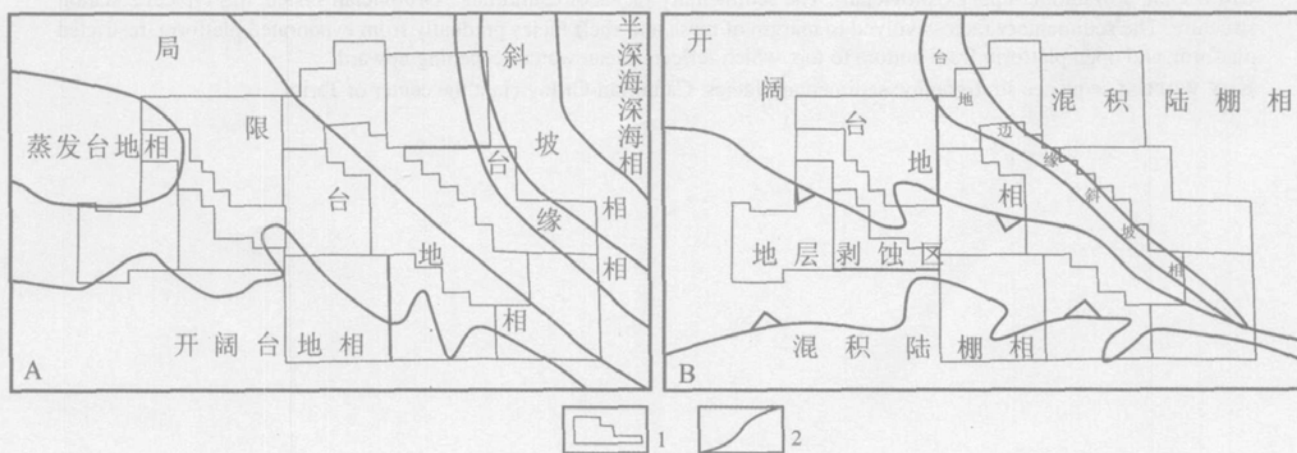 局限台地相
斜坡相
半深海深海相
蒸发台地相
台缘相
开阔台地相
A
开阔台地相
台地边缘斜坡相
混积陆棚相
地层剥蚀区
混积陆棚相
B
1
2